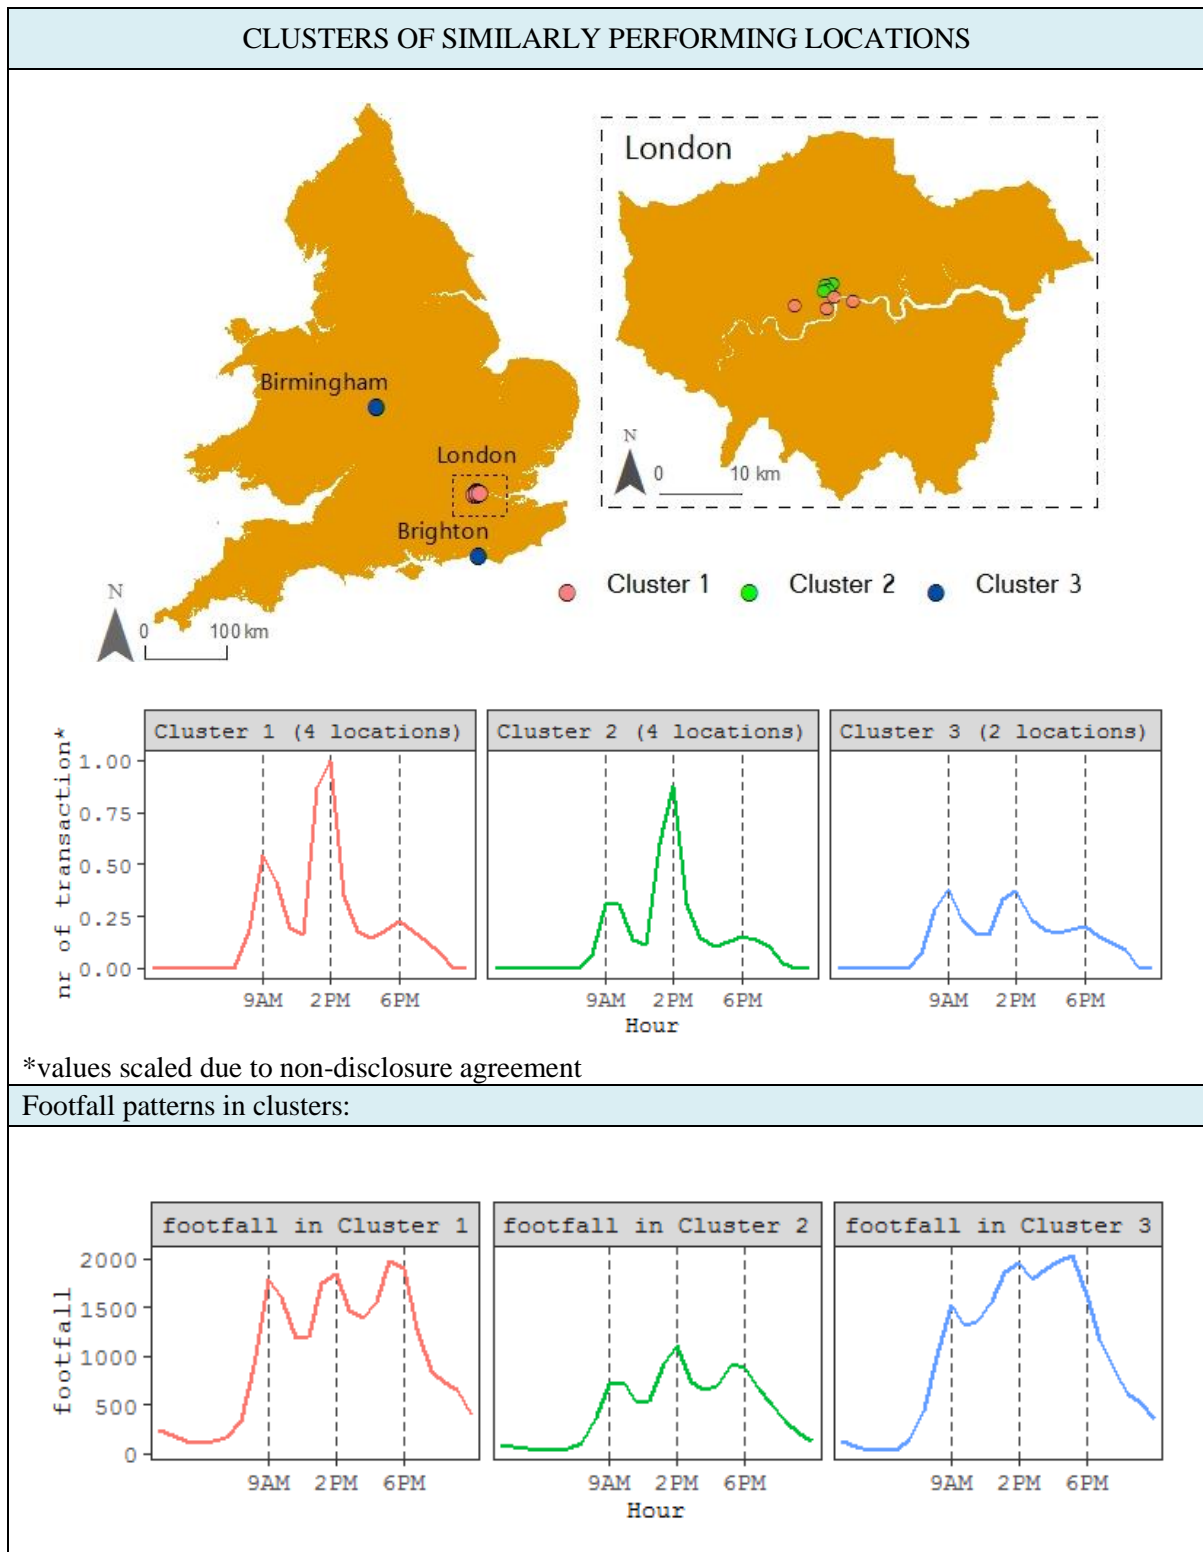 CLUSTERS OF SIMILARLY PERFORMING LOCATIONS
London
Birmingham
London
Brighton
N
0 10 km
Cluster 1 Cluster 2 Cluster 3
N
0 100 km
Cluster 1 (4 locations) Cluster 2 (4 locations) Cluster 3 (2 locations)
nr of transaction*
1.00
0.75
0.50
0.25
0.00
9AM 2PM 6PM 9AM 2PM 6PM 9AM 2PM 6PM
Hour
*values scaled due to non-disclosure agreement
Footfall patterns in clusters:
footfall in Cluster 1 footfall in Cluster 2 footfall in Cluster 3
footfall
2000
1500
1000
500
0
9AM 2PM 6PM 9AM 2PM 6PM 9AM 2PM 6PM
Hour